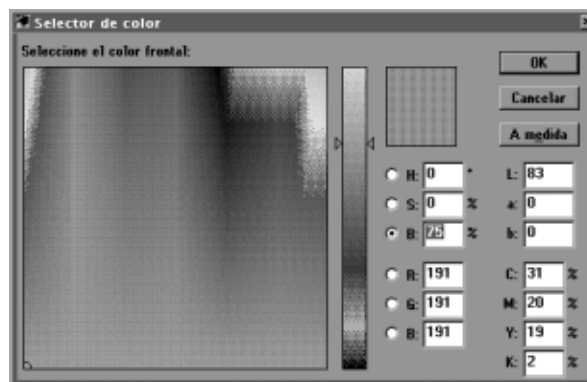 Selector de color
Seleccione el color frontal:
OK
Cancelar
A medida
H: 0 °
S: 0 %
B: 75 %
R: 191
G: 191
B: 191
L: 83
a: 0
b: 0
C: 31 %
M: 20 %
Y: 19 %
K: 2 %